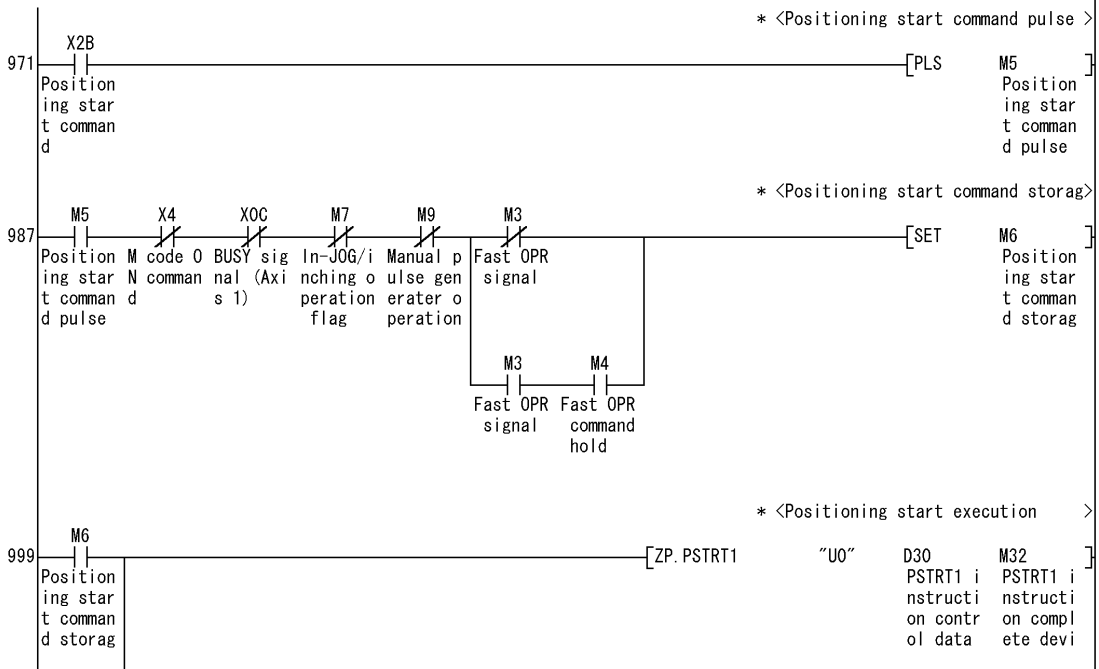 * <Positioning start command pulse >
X2B
971
[PLS M5 ]
Position
ing star
t comman
d
Position
ing star
t comman
d pulse
* <Positioning start command storag>
M5 X4 X0C M7 M9 M3
987
[SET M6 ]
Position M code O BUSY sig In-JOG/i Manual p Fast OPR
ing star N comman nal (Axi nching o ulse gen signal
t comman d s 1) peration erater o
d pulse flag peration
Position
ing star
t comman
d storag
M3 M4
Fast OPR Fast OPR
signal command
hold
* <Positioning start execution >
M6
999
[ZP.PSTRT1 "U0" D30 M32 ]
Position
ing star
t comman
d storag
PSTRT1 i PSTRT1 i
nstructi nstructi
on contr on compl
ol data ete devi